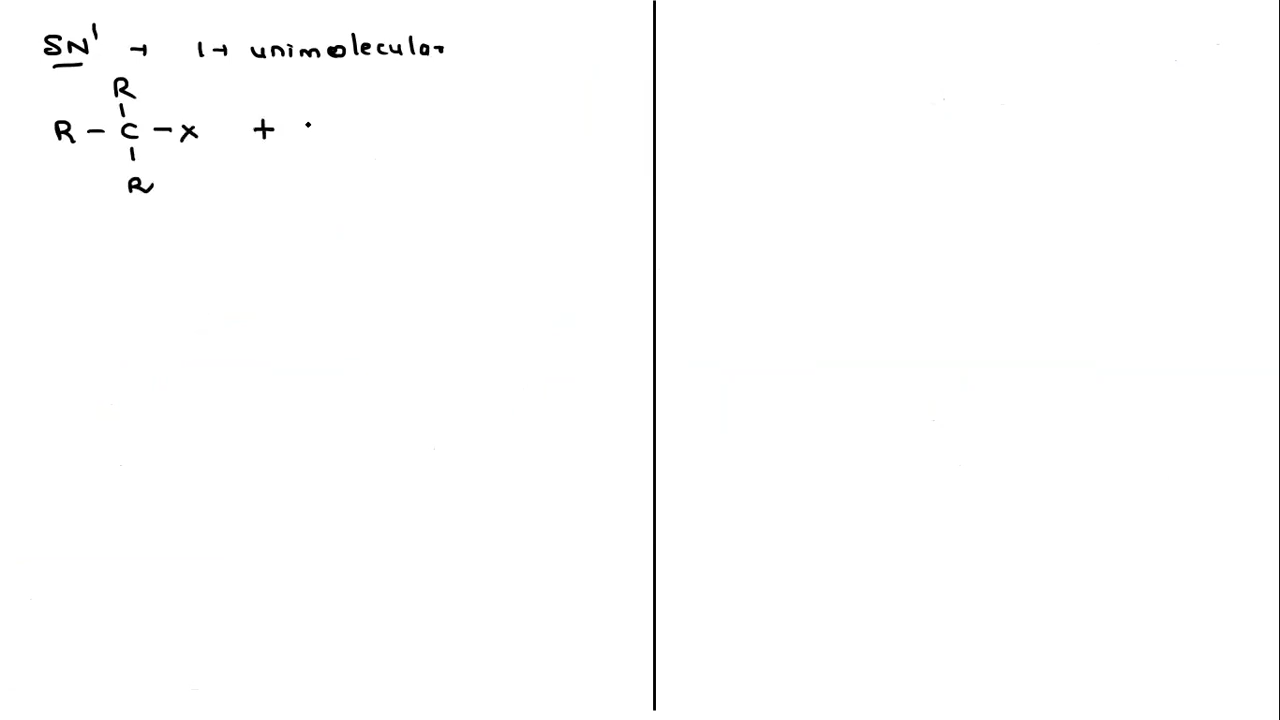 SN¹ → 1→ unimolecular
R
R – C – x +
R